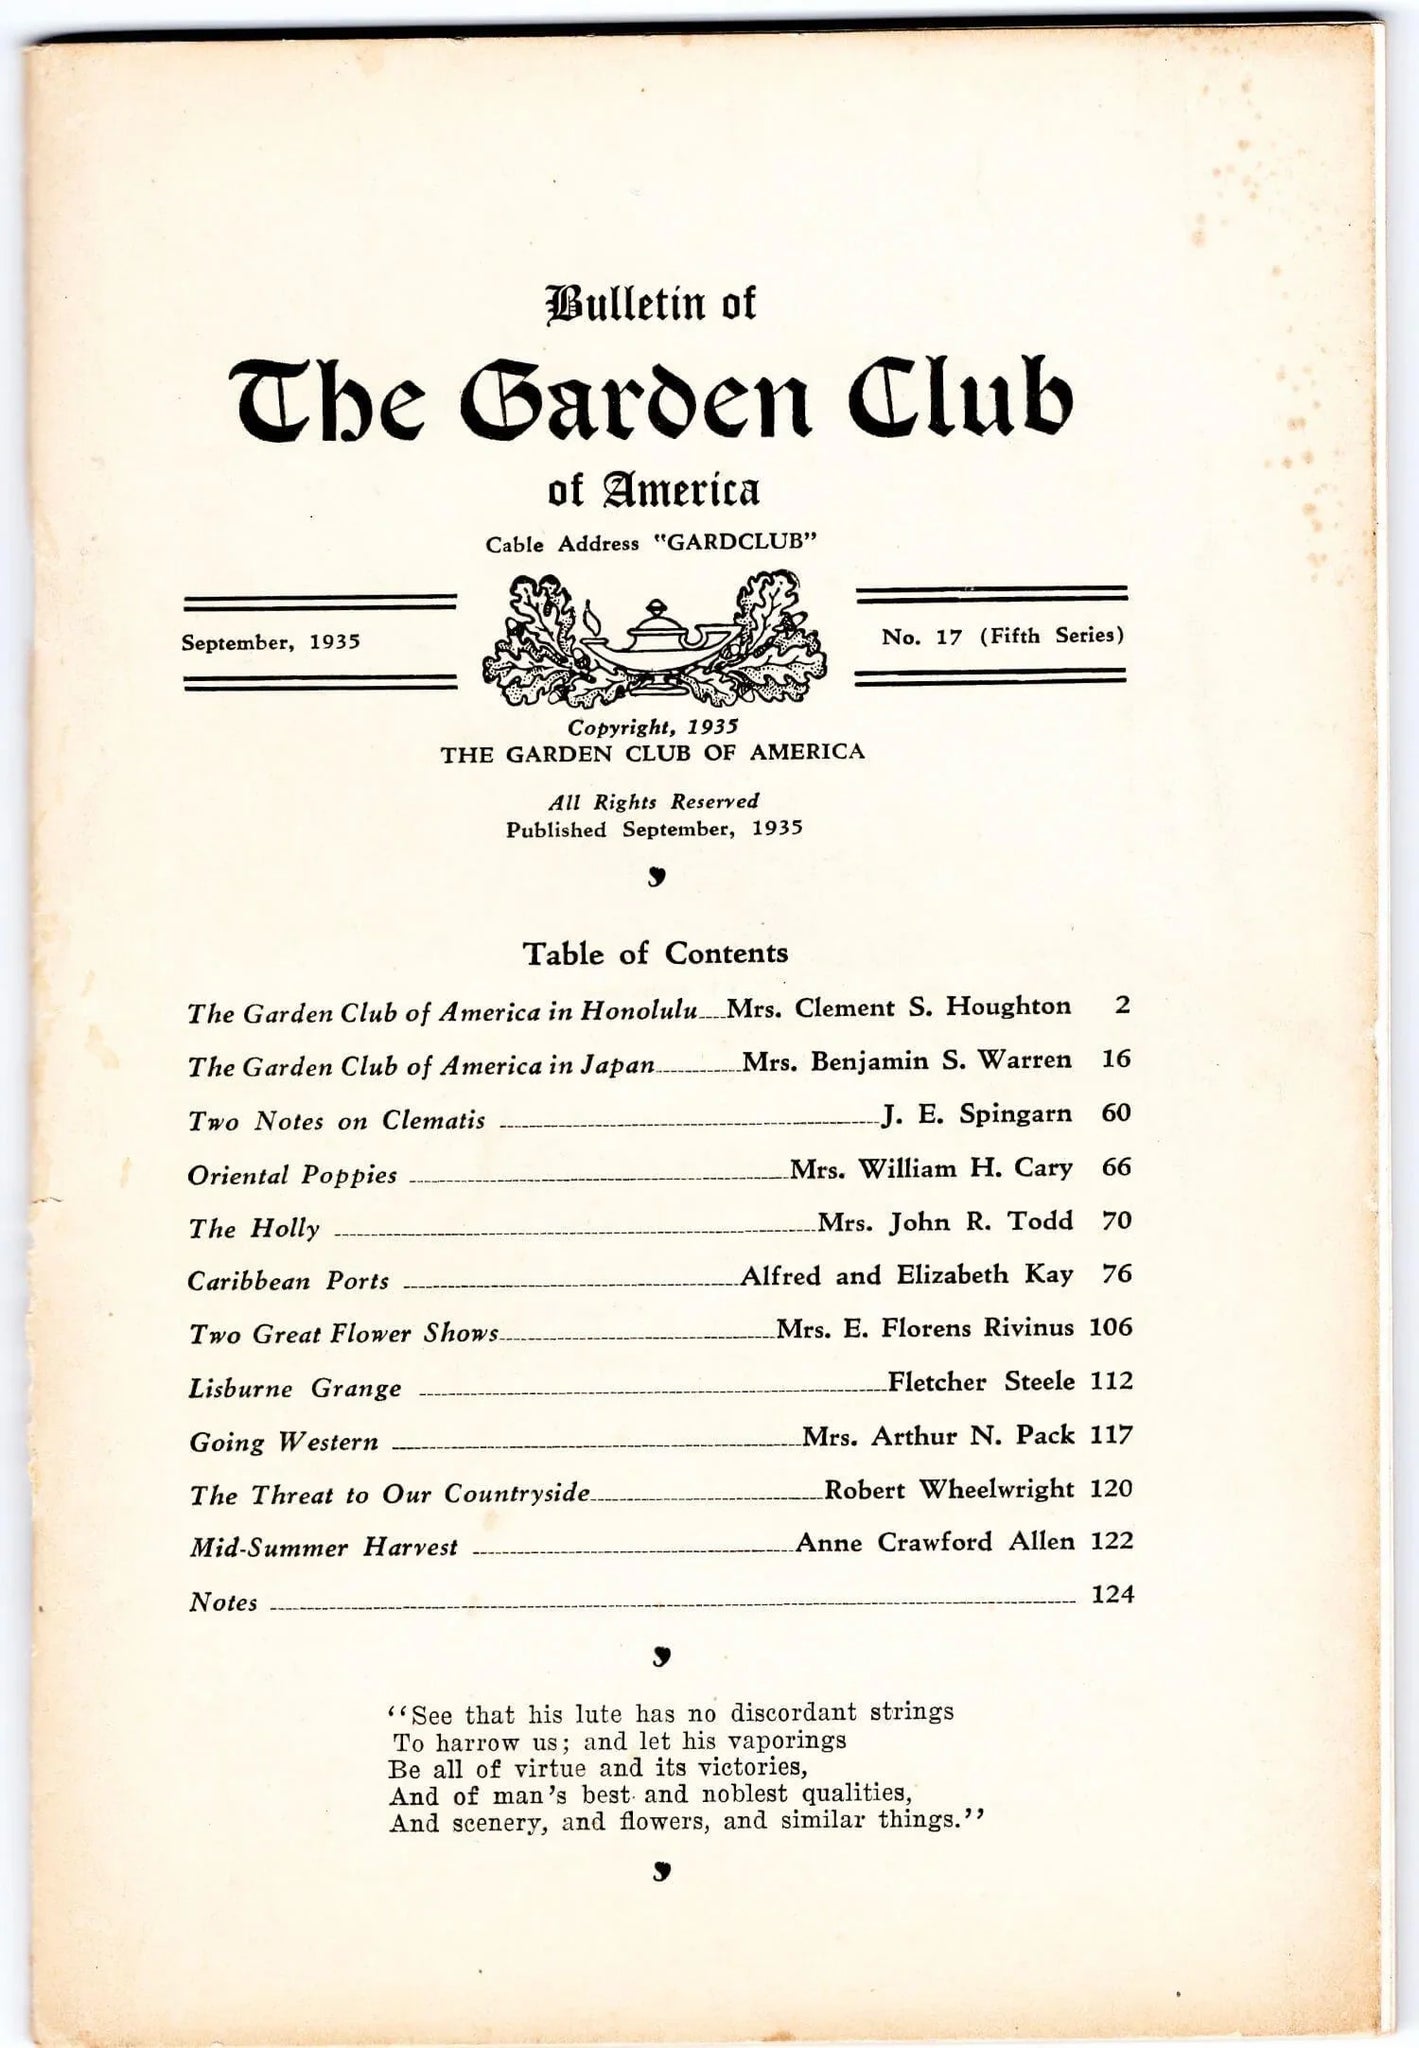 Bulletin of
The Garden Club
of America
Cable Address "GARDCLUB"
September, 1935
No. 17 (Fifth Series)
Copyright, 1935
THE GARDEN CLUB OF AMERICA
All Rights Reserved
Published September, 1935
Table of Contents
The Garden Club of America in Honolulu Mrs. Clement S. Houghton 2
The Garden Club of America in Japan Mrs. Benjamin S. Warren 16
Two Notes on Clematis J. E. Spingarn 60
Oriental Poppies Mrs. William H. Cary 66
The Holly Mrs. John R. Todd 70
Caribbean Ports Alfred and Elizabeth Kay 76
Two Great Flower Shows Mrs. E. Florens Rivinus 106
Lisburne Grange Fletcher Steele 112
Going Western Mrs. Arthur N. Pack 117
The Threat to Our Countryside Robert Wheelwright 120
Mid-Summer Harvest Anne Crawford Allen 122
Notes 124
"See that his lute has no discordant strings
To harrow us; and let his vaporings
Be all of virtue and its victories,
And of man's best and noblest qualities,
And scenery, and flowers, and similar things."